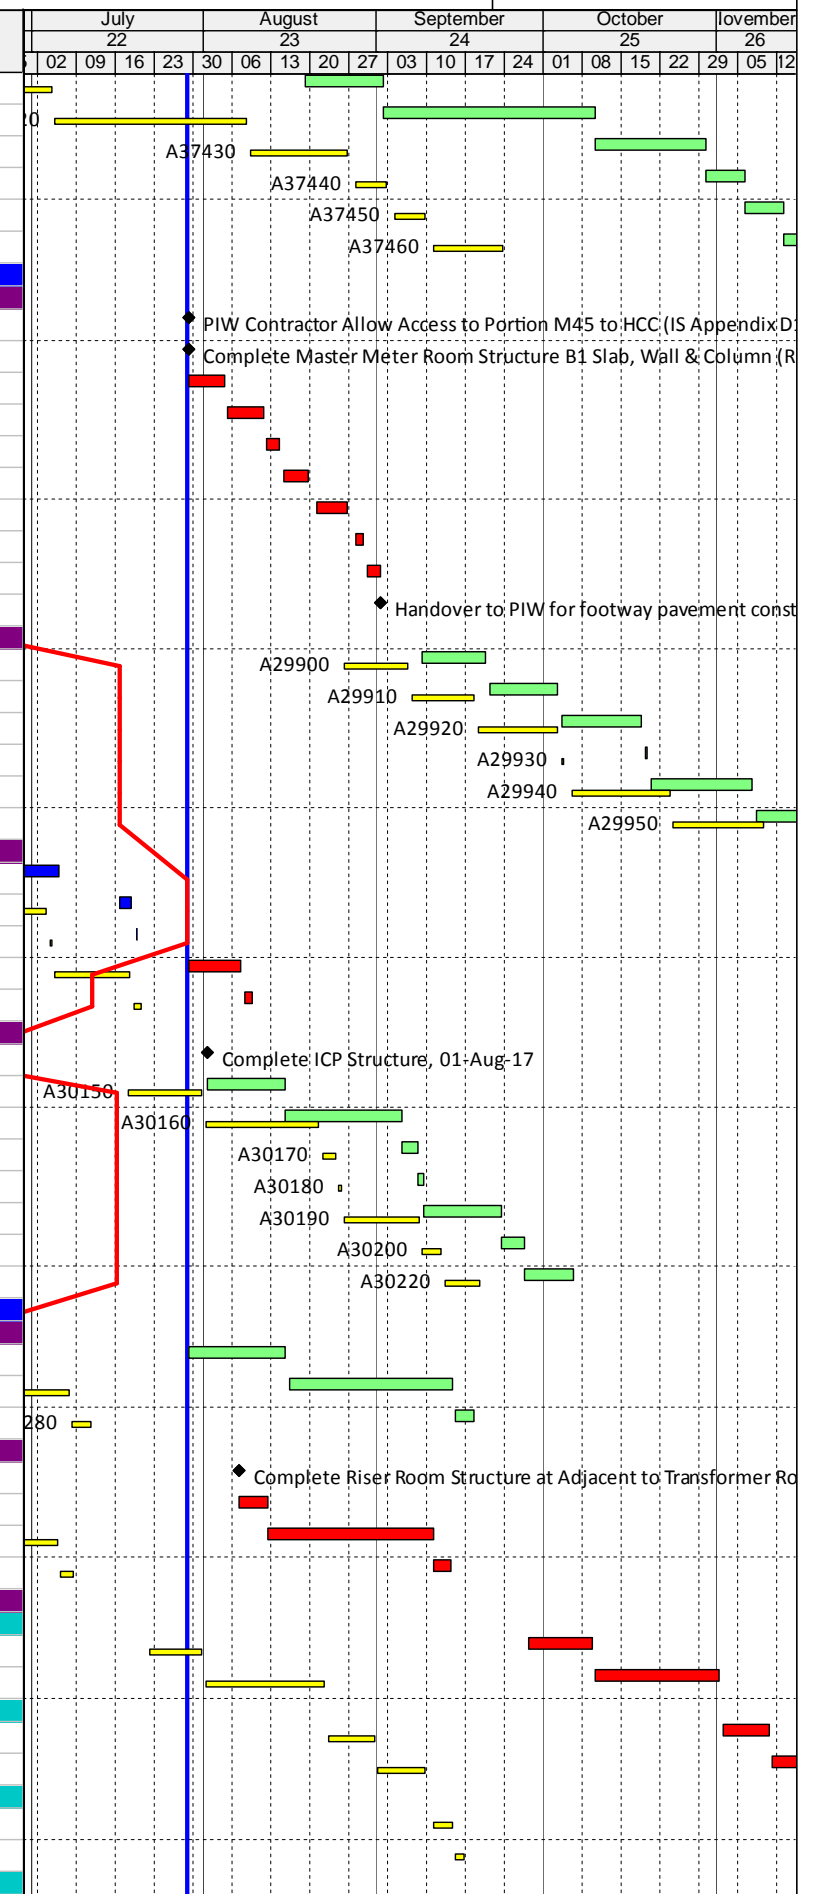 July August September October lovember
22 23 24 25 26
02 09 16 23 30 06 13 20 27 03 10 17 24 01 08 15 22 29 05 12
20
A37430
A37440
A37450
A37460
PIW Contractor Allow Access to Portion M45 to HCC (IS Appendix D
Complete Master Meter Room Structure B1 Slab, Wall & Column (R
Handover to PIW for footway pavement const
A29900
A29910
A29920
A29930
A29940
A29950
Complete ICP Structure, 01-Aug-17
A30150
A30160
A30170
A30180
A30190
A30200
A30220
280
Complete Riser Room Structure at Adjacent to Transformer Ro